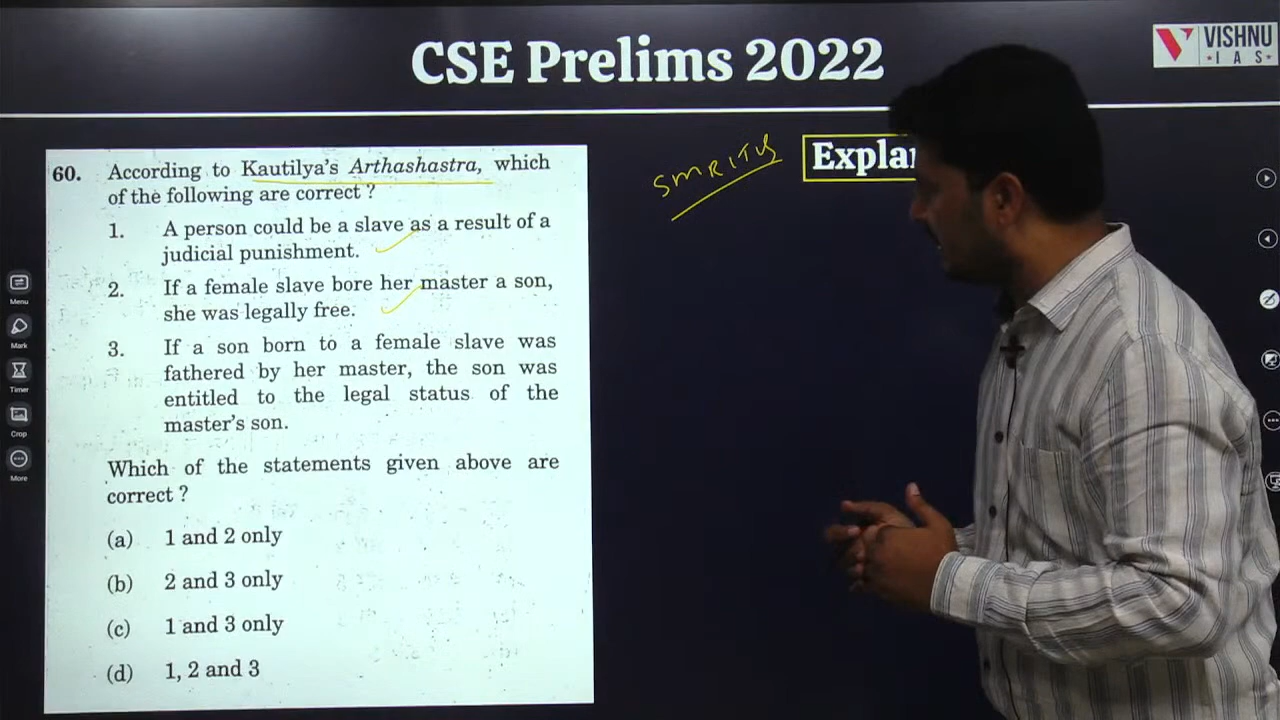 CSE Prelims 2022
VISHNU
I A S
SMRITIS
Explan
60. According to Kautilya's Arthashastra, which
of the following are correct ?
1. A person could be a slave as a result of a
judicial punishment.
2. If a female slave bore her master a son,
she was legally free.
3. If a son born to a female slave was
fathered by her master, the son was
entitled to the legal status of the
master's son.
Which of the statements given above are
correct ?
(a) 1 and 2 only
(b) 2 and 3 only
(c) 1 and 3 only
(d) 1, 2 and 3
Menu
Mark
Timer
Crop
More